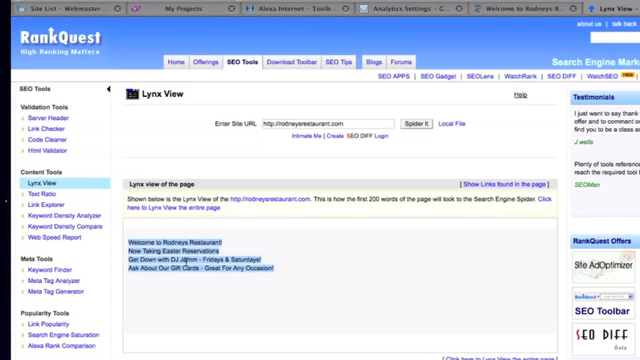 Site List - Webmaster
My Projects
Alexa Internet - Toolb
Analytics Settings - G
Welcome to Rodneys Rest
Lynx View
about us | talk back
RankQuest
High Ranking Matters
Home
Offerings
SEO Tools
Download Toolbar
SEO Tips
Blogs
Forums
Search Engine Mark
SEO APPS
SEO Gadget
SEOLens
WatchRank
SEO DIFF
WatchSEO
SEO Tools
Validation Tools
Server Header
Link Checker
Code Cleaner
Html Validator
Content Tools
Lynx View
Text Ratio
Link Explorer
Keyword Density Analyzer
Keyword Density Compare
Web Speed Report
Meta Tools
Keyword Finder
Meta Tag Analyzer
Meta Tag Generator
Popularity Tools
Link Popularity
Search Engine Saturation
Alexa Rank Comparison
Lynx View
Help
Enter Site URL
http://rodneysrestaurant.com
Spider It
Local File
Intimate Me | Create SEO DIFF Login
Lynx view of the page
[ Show Links found in the page ]
Shown below is the Lynx View of the http://rodneysrestaurant.com. This is how the first 200 words of the page will look to the Search Engine Spider. Click
here to Lynx View the entire page
Welcome to Rodneys Restaurant!
Now Taking Easter Reservations
Get Down with DJ Jamm - Fridays & Saturdays!
Ask About Our Gift Cards - Great For Any Occasion!
[ Click here to Lynx View the entire
Testimonials
I just want to say thank
offer and comment on
find you to be a class a
J wells
Plenty of tools
reach the required
SEOMan
RankQuest Offers
Site AdOptimizer
SEO Toolbar
SEO DIFF
Beta